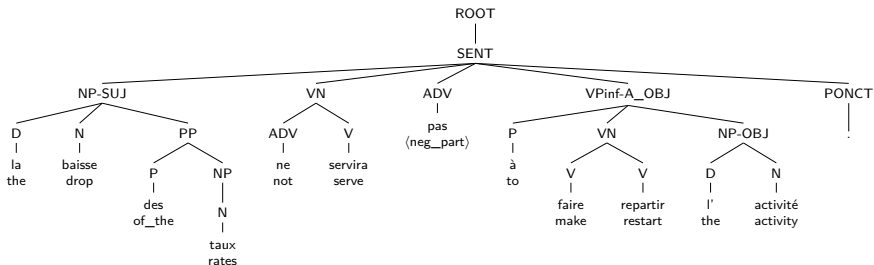 ROOT
SENT
NP-SUJ VN ADV VPinf-A_OBJ PONCT
pas
⟨neg_part⟩
D N PP ADV V P VN NP-OBJ .
la baisse ne servira à
the drop not serve to
P NP V V D N
des faire repartir l' activité
of_the make restart the activity
N
taux
rates